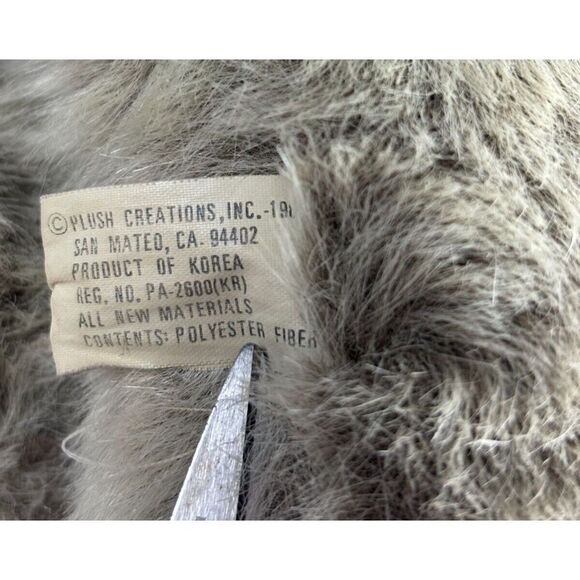 ©PLUSH CREATIONS, INC.-19
SAN MATEO, CA. 94402
PRODUCT OF KOREA
REG. NO. PA-2600(KR)
ALL NEW MATERIALS
CONTENTS: POLYESTER FIBER